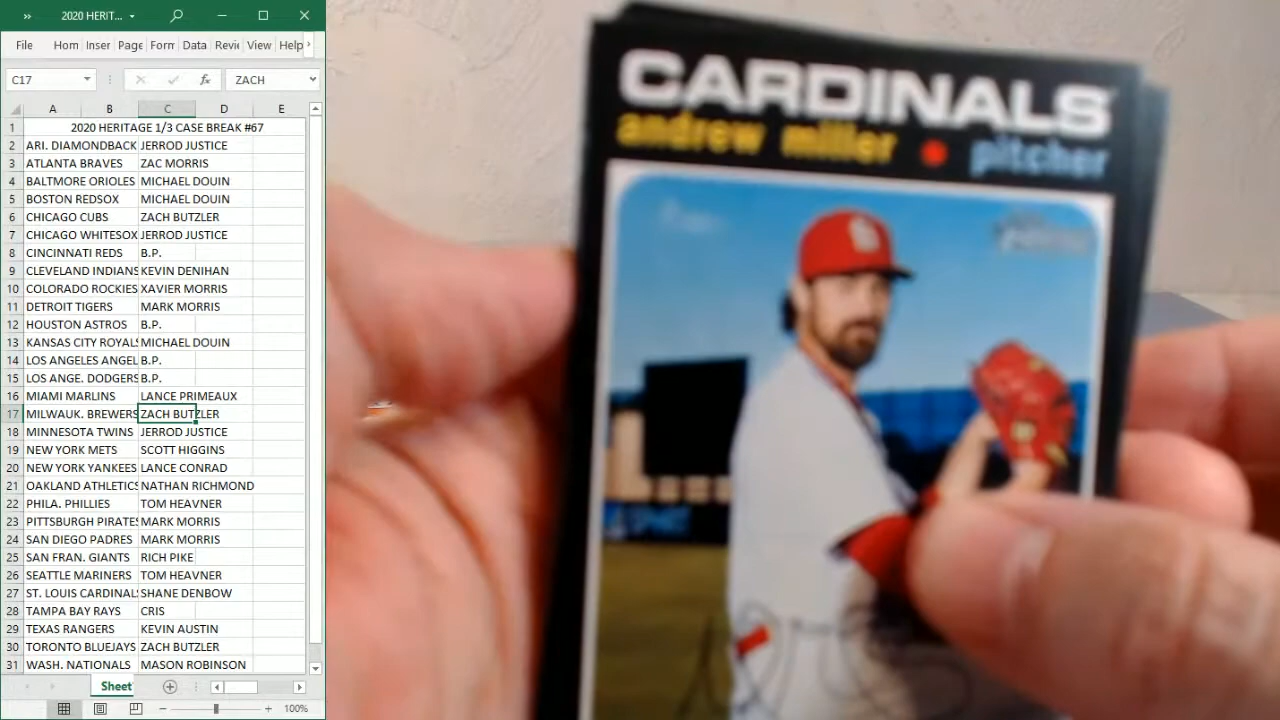 2020 HERIT...
File Hom Inser Page Forr Data Revi View Help
C17 fx ZACH
A B C D E
1 2020 HERITAGE 1/3 CASE BREAK #67
2 ARI. DIAMONDBACK JERROD JUSTICE
3 ATLANTA BRAVES ZAC MORRIS
4 BALTMORE ORIOLES MICHAEL DOUIN
5 BOSTON REDSOX MICHAEL DOUIN
6 CHICAGO CUBS ZACH BUTZLER
7 CHICAGO WHITESOX JERROD JUSTICE
8 CINCINNATI REDS B.P.
9 CLEVELAND INDIANS KEVIN DENIHAN
10 COLORADO ROCKIES XAVIER MORRIS
11 DETROIT TIGERS MARK MORRIS
12 HOUSTON ASTROS B.P.
13 KANSAS CITY ROYALS MICHAEL DOUIN
14 LOS ANGELES ANGEL B.P.
15 LOS ANGE. DODGERS B.P.
16 MIAMI MARLINS LANCE PRIMEAUX
17 MILWAUK. BREWERS ZACH BUTZLER
18 MINNESOTA TWINS JERROD JUSTICE
19 NEW YORK METS SCOTT HIGGINS
20 NEW YORK YANKEES LANCE CONRAD
21 OAKLAND ATHLETICS NATHAN RICHMOND
22 PHILA. PHILLIES TOM HEAVNER
23 PITTSBURGH PIRATES MARK MORRIS
24 SAN DIEGO PADRES MARK MORRIS
25 SAN FRAN. GIANTS RICH PIKE
26 SEATTLE MARINERS TOM HEAVNER
27 ST. LOUIS CARDINALS SHANE DENBOW
28 TAMPA BAY RAYS CRIS
29 TEXAS RANGERS KEVIN AUSTIN
30 TORONTO BLUEJAYS ZACH BUTZLER
31 WASH. NATIONALS MASON ROBINSON
Sheet
100%
CARDINALS
andrew miller • pitcher